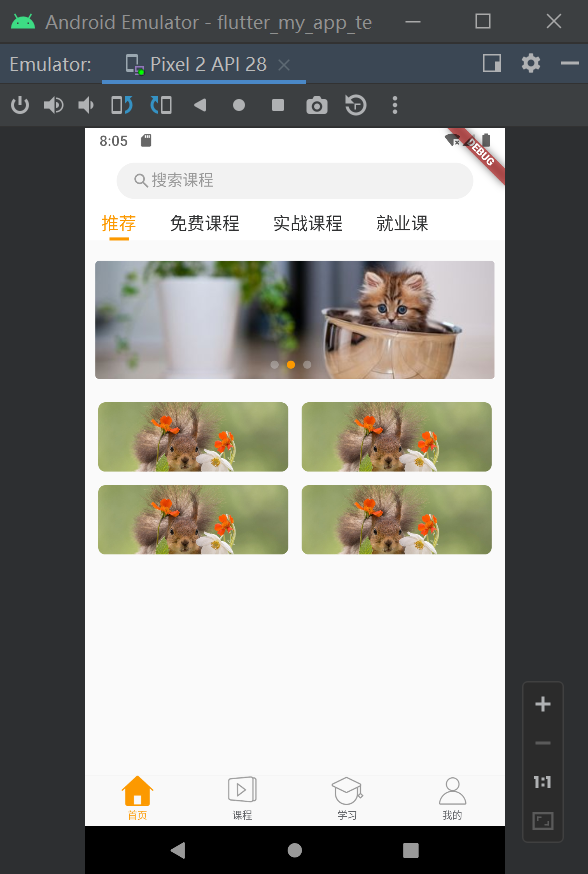 Android Emulator - flutter_my_app_te
Emulator: Pixel 2 API 28
8:05
DEBUG
搜索课程
推荐 免费课程 实战课程 就业课
1:1
首页 课程 学习 我的